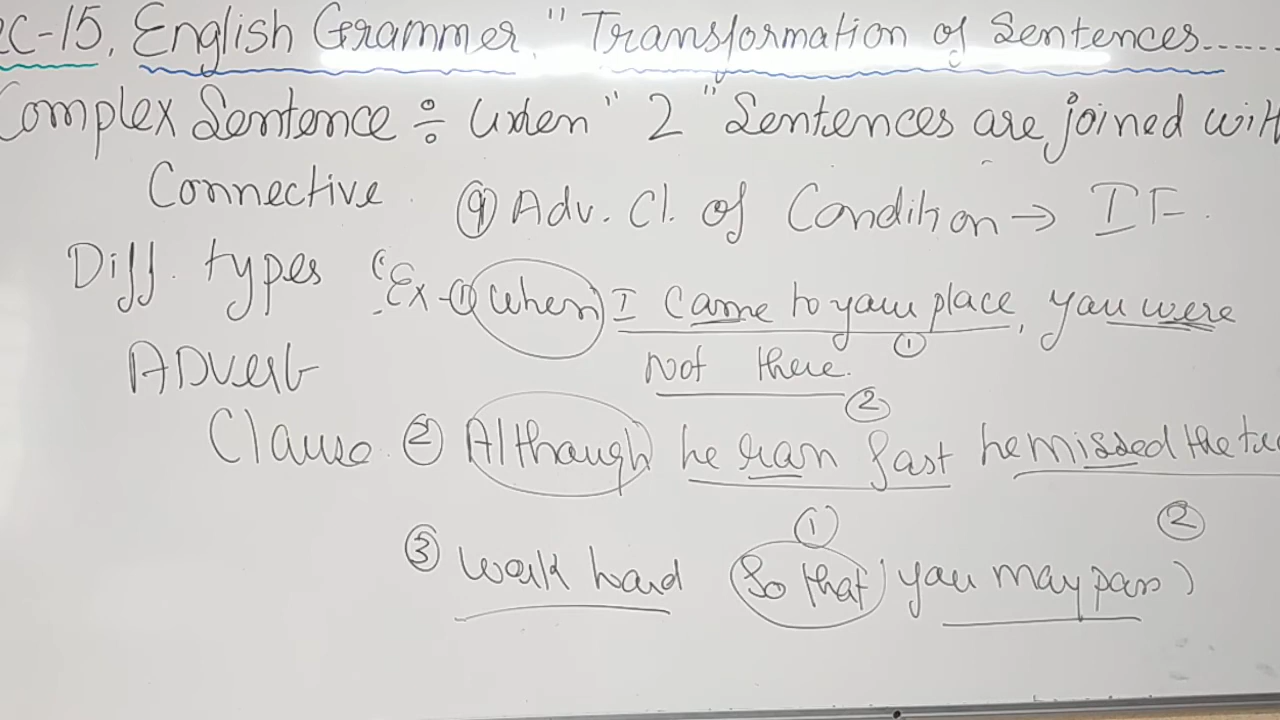 EC-15, English Grammer, "Transformation of Sentences......
Complex Sentence ÷ when "2" Sentences are joined with
Connective. (9) Adv. Cl. of Condition → IF.
Diff. types (Ex-① When I came to your place, you were
①
Not there.
②
ADverb
Clause. ② Although he ran fast he missed the
① ②
③ Work hard (So that) you may pass)